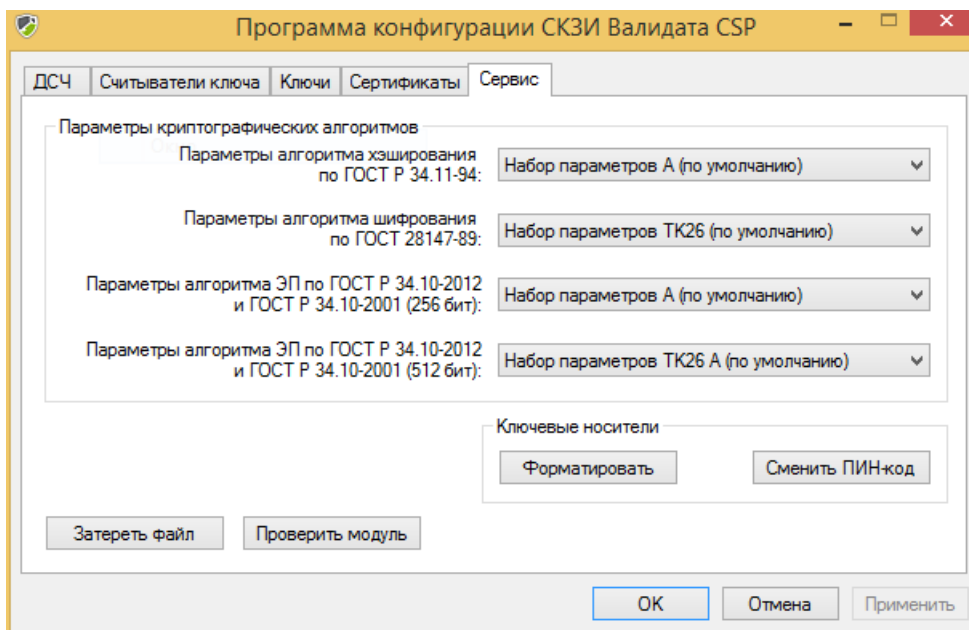 Программа конфигурации СКЗИ Валидата CSP
ДСЧ Считыватели ключа Ключи Сертификаты Сервис
Параметры криптографических алгоритмов
Параметры алгоритма хэширования
по ГОСТ Р 34.11-94:
Набор параметров А (по умолчанию)
Параметры алгоритма шифрования
по ГОСТ 28147-89:
Набор параметров ТК26 (по умолчанию)
Параметры алгоритма ЭП по ГОСТ Р 34.10-2012
и ГОСТ Р 34.10-2001 (256 бит):
Набор параметров А (по умолчанию)
Параметры алгоритма ЭП по ГОСТ Р 34.10-2012
и ГОСТ Р 34.10-2001 (512 бит):
Набор параметров ТК26 А (по умолчанию)
Ключевые носители
Форматировать Сменить ПИН-код
Затереть файл Проверить модуль
ОК Отмена Применить